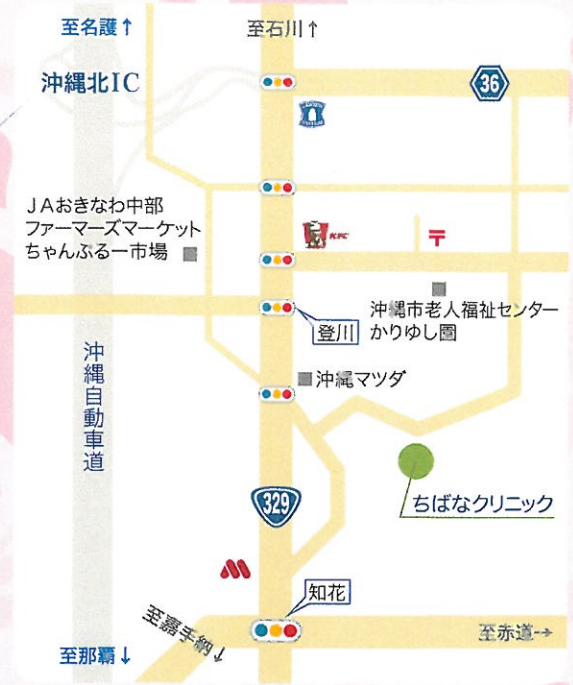 至名護↑
至石川↑
沖縄北IC
36
JAおきなわ中部
ファーマーズマーケット
ちゃんぷるー市場
KFC
登川
沖縄市老人福祉センター
かりゆし園
沖縄自動車道
沖縄マツダ
329
ちばなクリニック
知花
至嘉手納
↑
至赤道→
至那覇↓